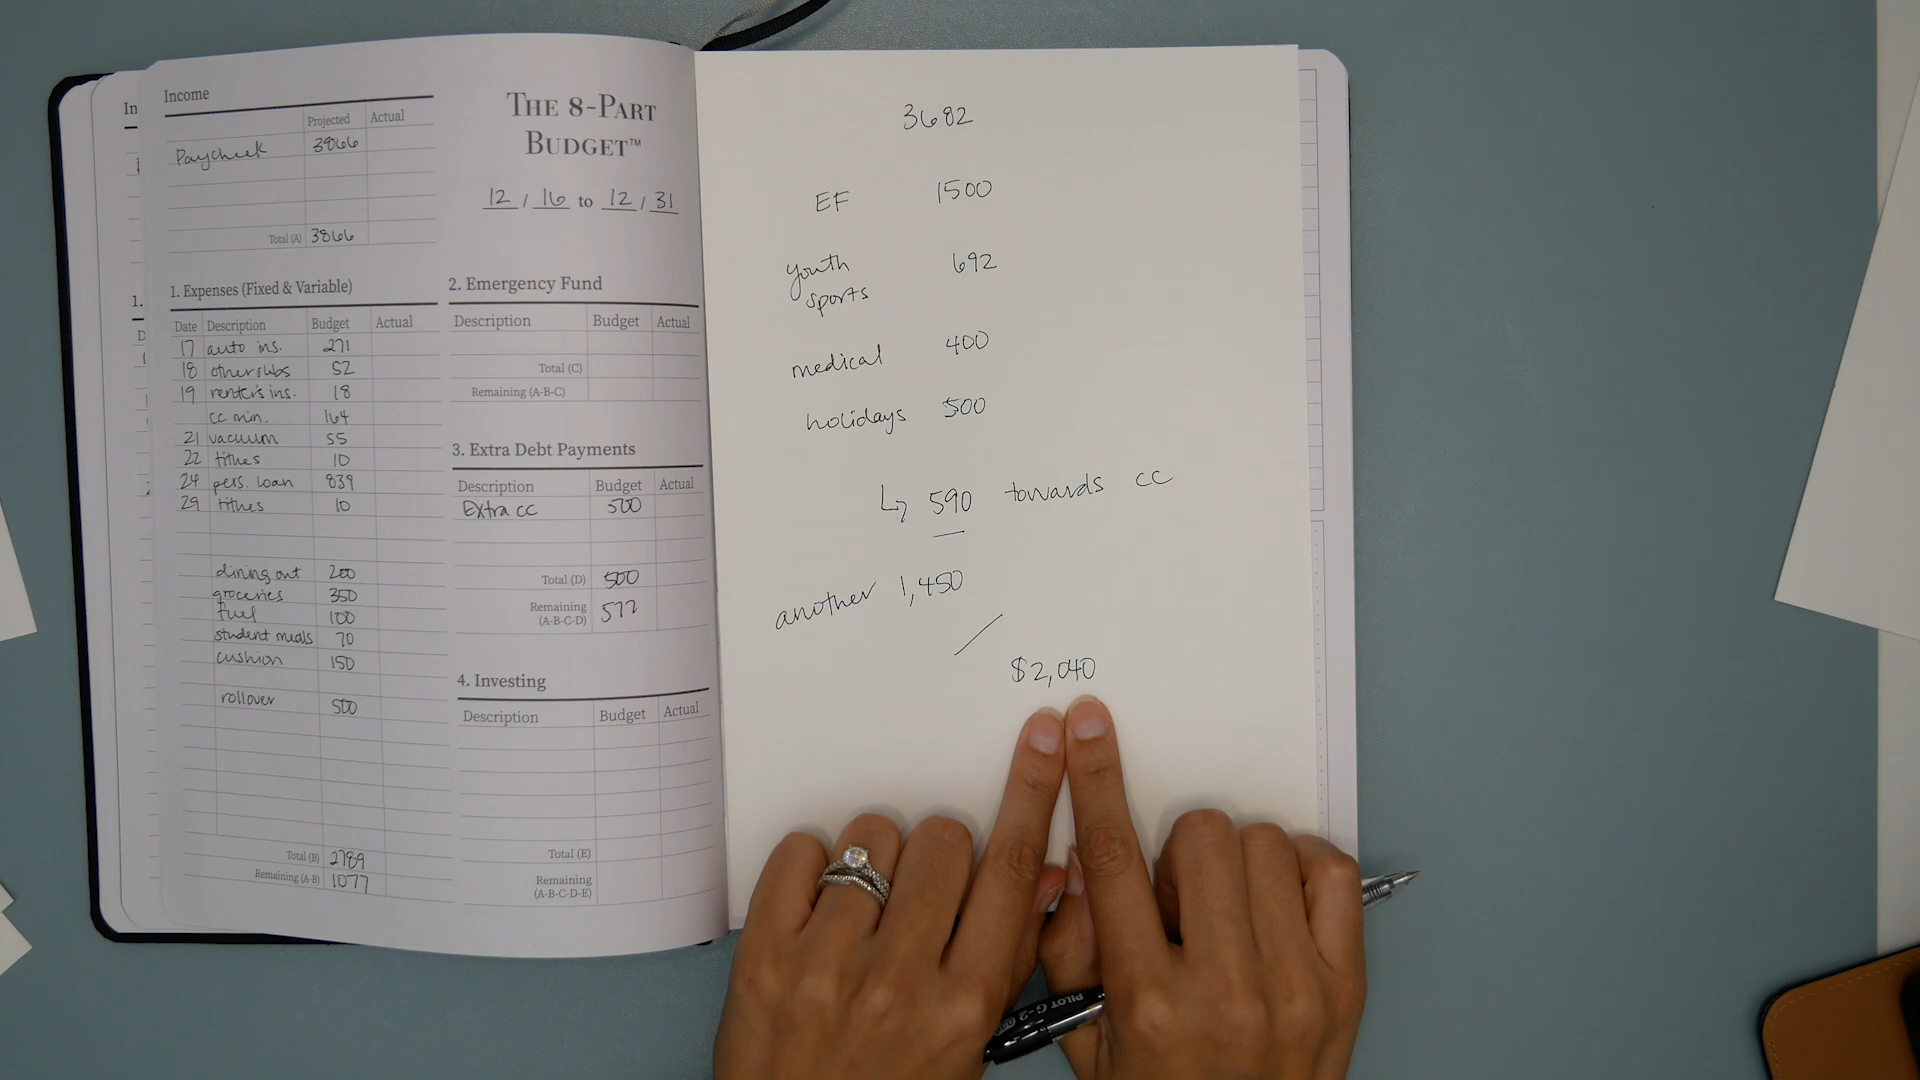 In
1.
D
Income
Projected Actual
Paycheck 3866
Total (A) 3866
THE 8-PART
BUDGET™
12 / 16 to 12 / 31
1. Expenses (Fixed & Variable)
Date Description Budget Actual
17 auto ins. 271
18 other subs 52
19 renter's ins. 18
cc min. 164
21 vacuum 55
22 tithes 10
24 pers. loan 839
29 tithes 10
dining out 200
groceries 350
fuel 100
student meals 70
cushion 150
rollover 500
Total (B) 2789
Remaining (A-B) 1077
2. Emergency Fund
Description Budget Actual
Total (C)
Remaining (A-B-C)
3. Extra Debt Payments
Description Budget Actual
Extra cc 500
Total (D) 500
Remaining
(A-B-C-D) 577
4. Investing
Description Budget Actual
Total (E)
Remaining
(A-B-C-D-E)
3682
EF 1500
youth 692
sports
medical 400
holidays 500
↳ 590 towards cc
another 1,450
$2,040
PILOT G-2